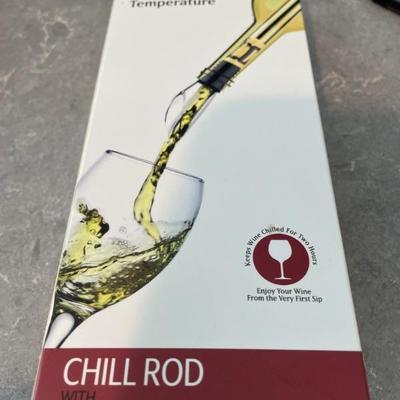 Temperature
Keeps Wine Chilled For Two Hours
Enjoy Your Wine
From the Very First Sip
CHILL ROD
WITH